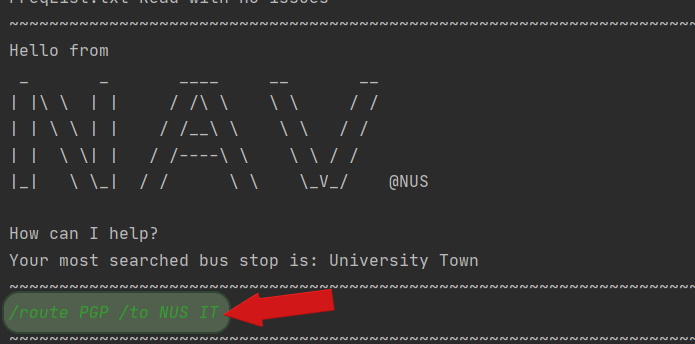 FreqList.txt Read with no issues
~~~~~~~~~~~~~~~~~~~~~~~~~~~~~~~~~~~~~~~~~~~~~~~~~~~~~~~~~~~~~~~~~~~~~
Hello from
 _       _       ____     __       __
| |\ \  | |     / /\ \    \ \     / /
| | \ \ | |    / /__\ \    \ \   / /
| |  \ \| |   / /----\ \    \ \ / /
|_|   \ \_|  / /      \ \    \_V_/    @NUS
How can I help?
Your most searched bus stop is: University Town
~~~~~~~~~~~~~~~~~~~~~~~~~~~~~~~~~~~~~~~~~~~~~~~~~~~~~~~~~~~~~~~~~~~~~
/route PGP /to NUS IT
~~~~~~~~~~~~~~~~~~~~~~~~~~~~~~~~~~~~~~~~~~~~~~~~~~~~~~~~~~~~~~~~~~~~~